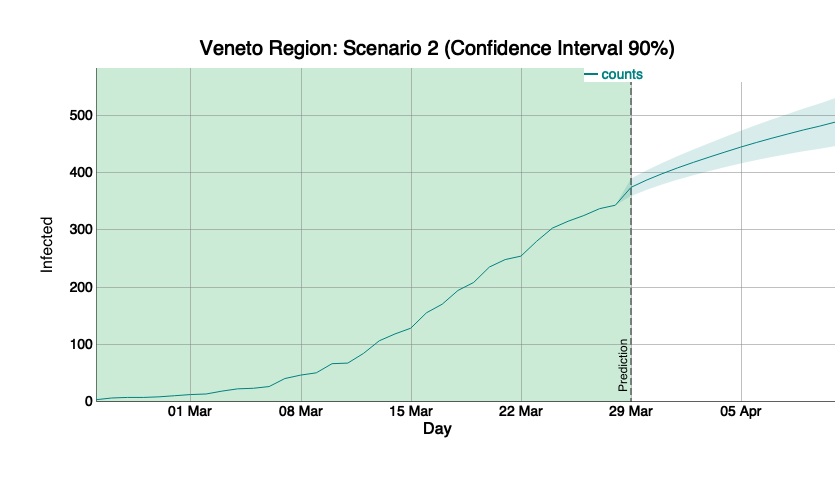 Veneto Region: Scenario 2 (Confidence Interval 90%)
counts
500
400
300
200
100
0
Infected
Prediction
01 Mar
08 Mar
15 Mar
22 Mar
29 Mar
05 Apr
Day